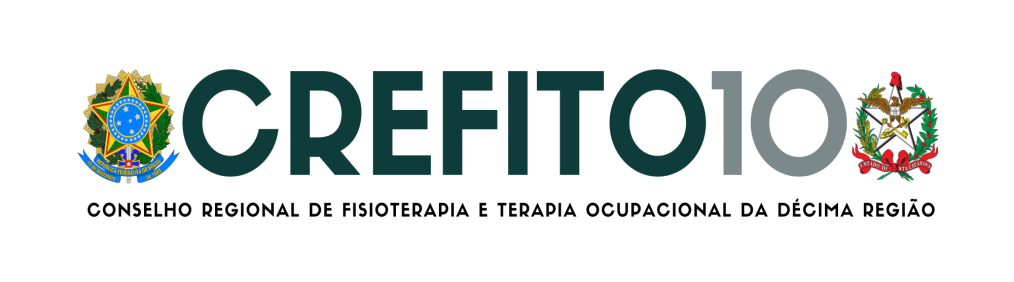 CREFITO10
CONSELHO REGIONAL DE FISIOTERAPIA E TERAPIA OCUPACIONAL DA DÉCIMA REGIÃO